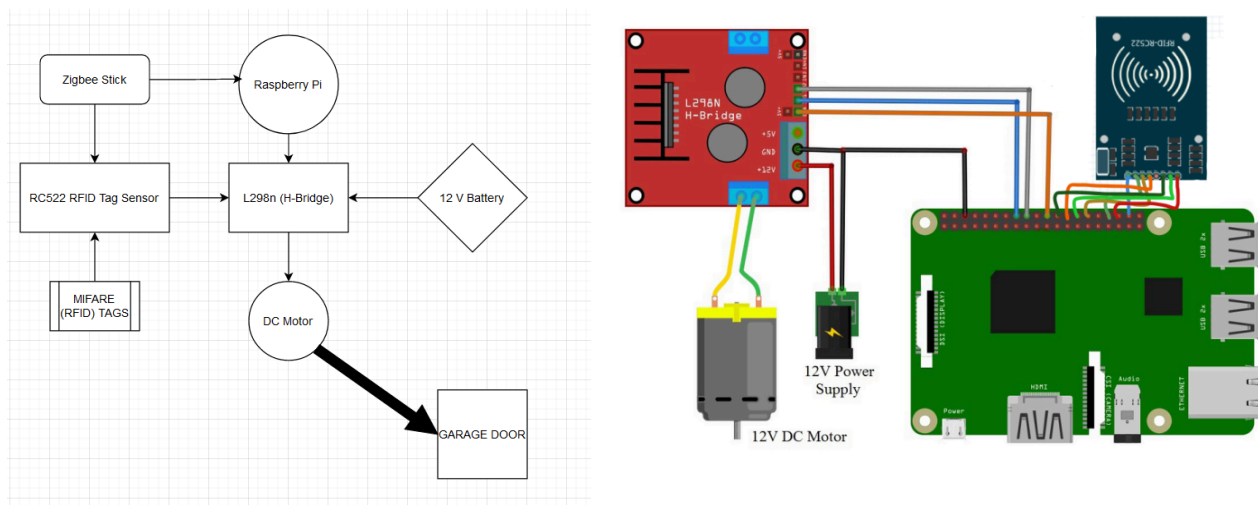 Zigbee Stick
Raspberry Pi
RC522 RFID Tag Sensor
L298n (H-Bridge)
12 V Battery
MIFARE
(RFID) TAGS
DC Motor
GARAGE DOOR
L298N
H-Bridge
+5V
GND
+12V
12V Power
Supply
12V DC Motor
RFID-RC522
DSI (DISPLAY)
USB 2x
USB 2x
ETHERNET
Power
HDMI
CSI (CAMERA)
Audio